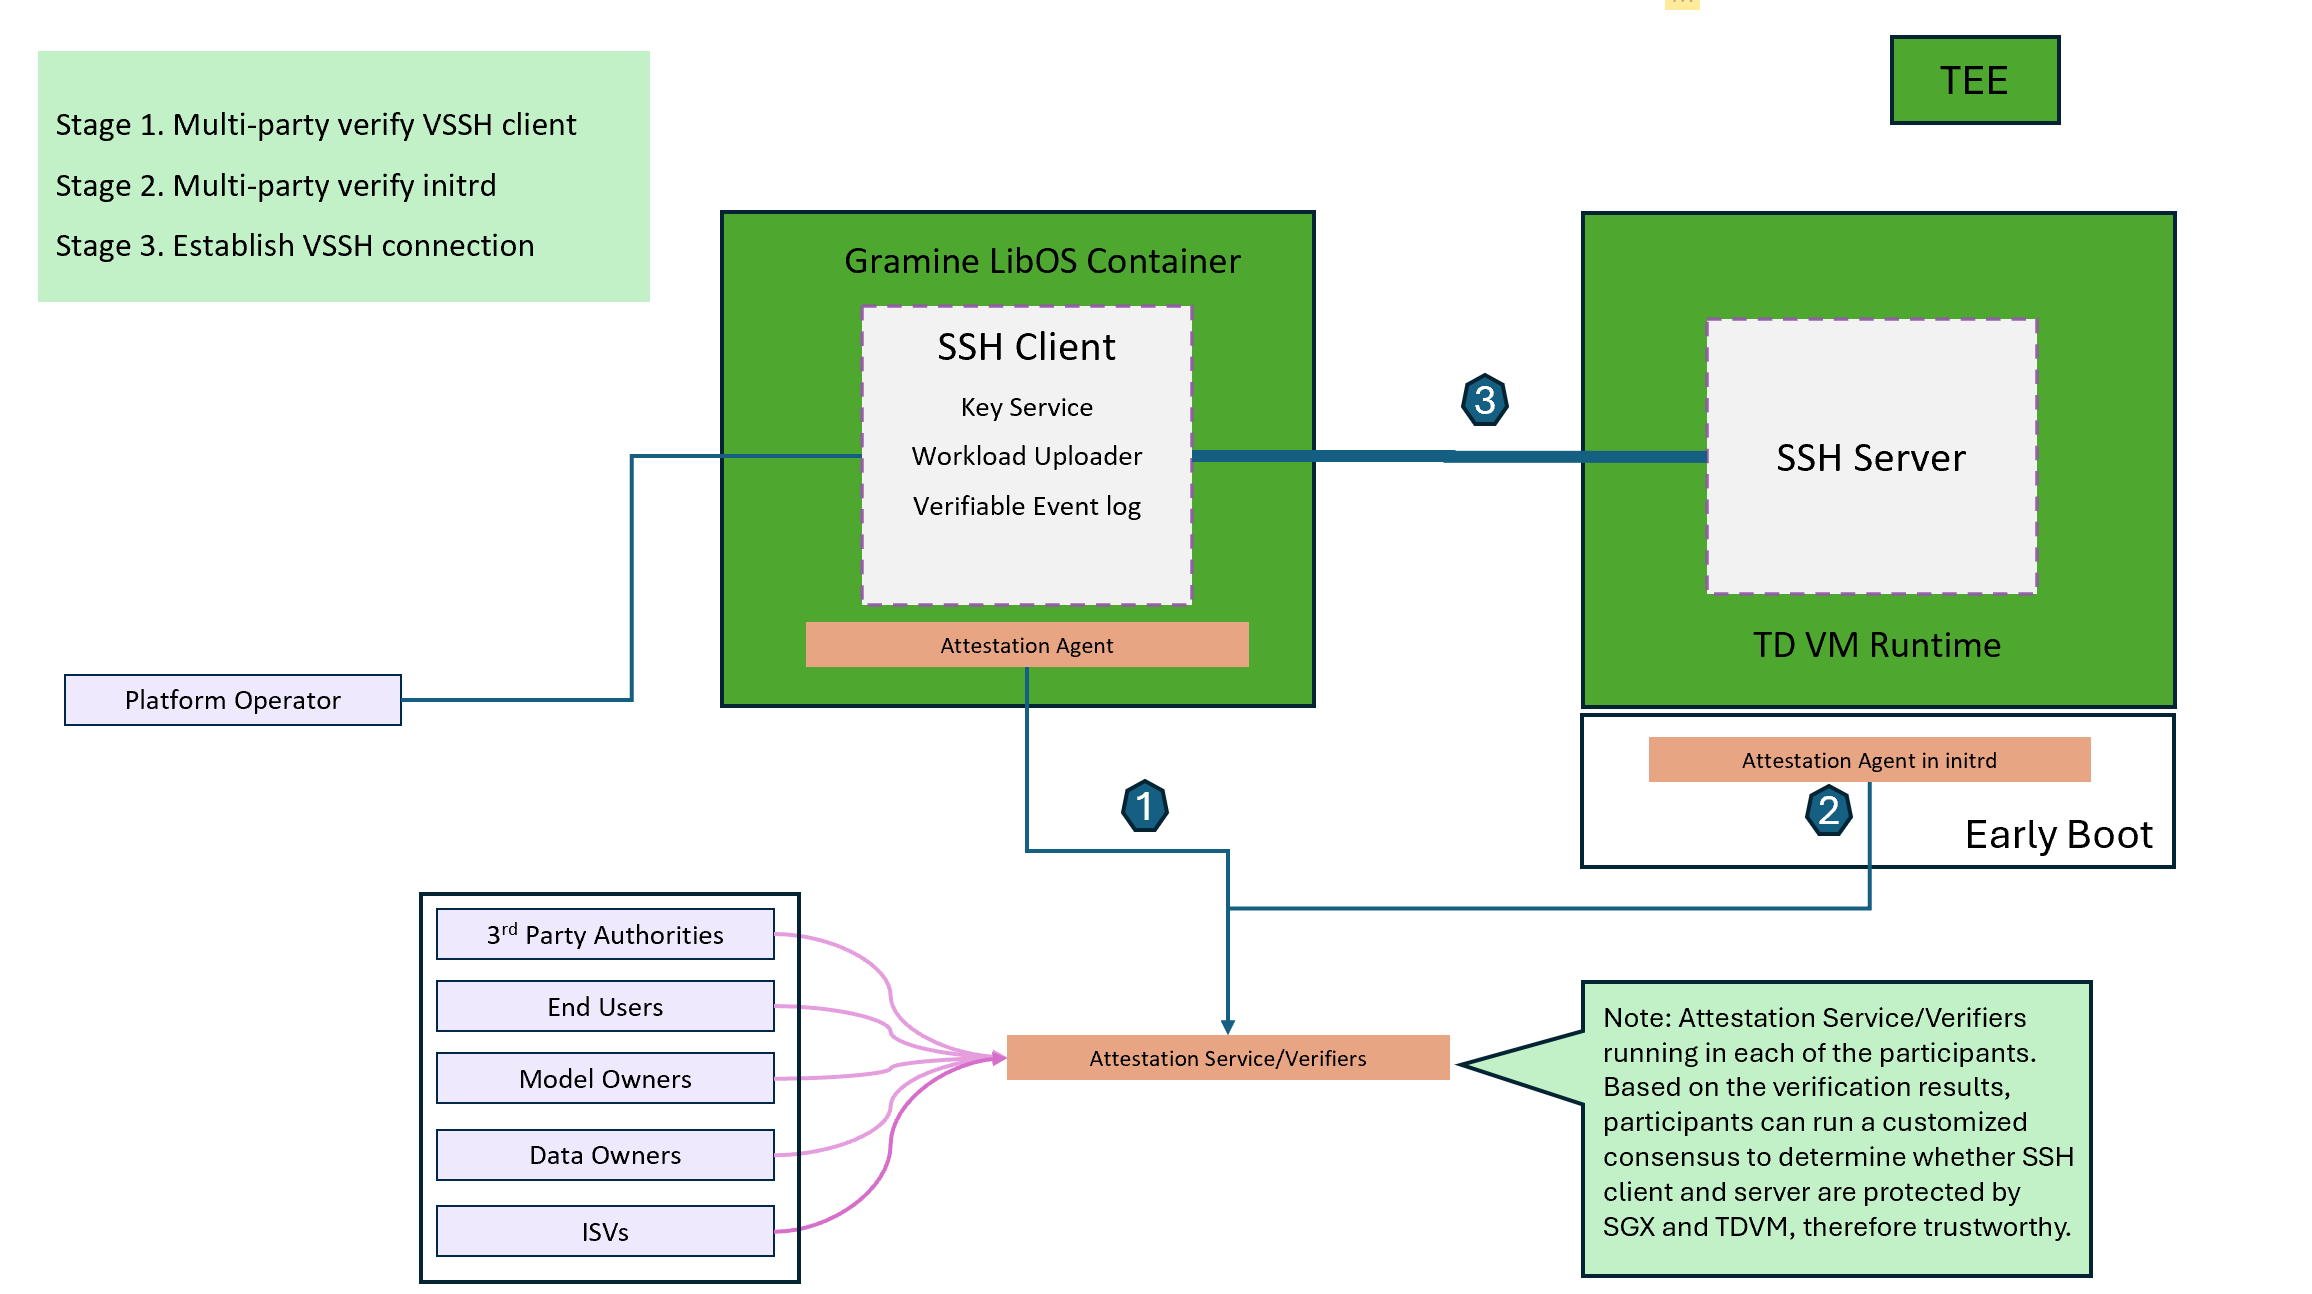 TEE
Stage 1. Multi-party verify VSSH client
Stage 2. Multi-party verify initrd
Stage 3. Establish VSSH connection
Gramine LibOS Container
SSH Client
Key Service
Workload Uploader
Verifiable Event log
Attestation Agent
3
SSH Server
TD VM Runtime
Platform Operator
Attestation Agent in initrd
1
2
Early Boot
3rd Party Authorities
End Users
Model Owners
Data Owners
ISVs
Attestation Service/Verifiers
Note: Attestation Service/Verifiers
running in each of the participants.
Based on the verification results,
participants can run a customized
consensus to determine whether SSH
client and server are protected by
SGX and TDVM, therefore trustworthy.